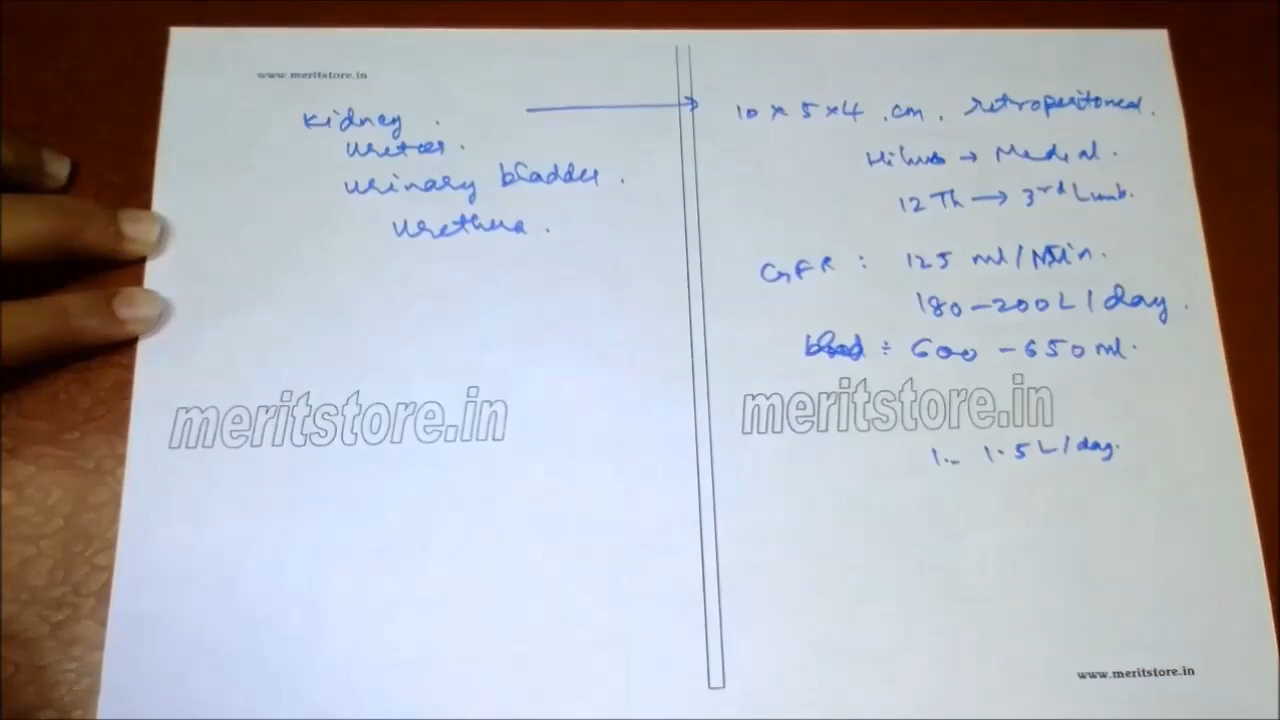 www.meritstore.in
Kidney.
Ureter.
Urinary bladder.
Urethra.
10 x 5 x 4 .cm. retroperitoneal.
Hilum → Medial.
12 Th → 3rd Lumb.
GFR : 125 ml/Min.
180-200L/day.
blood : 600 - 650 ml.
meritstore.in
meritstore.in
1 - 1.5 L/day.
www.meritstore.in